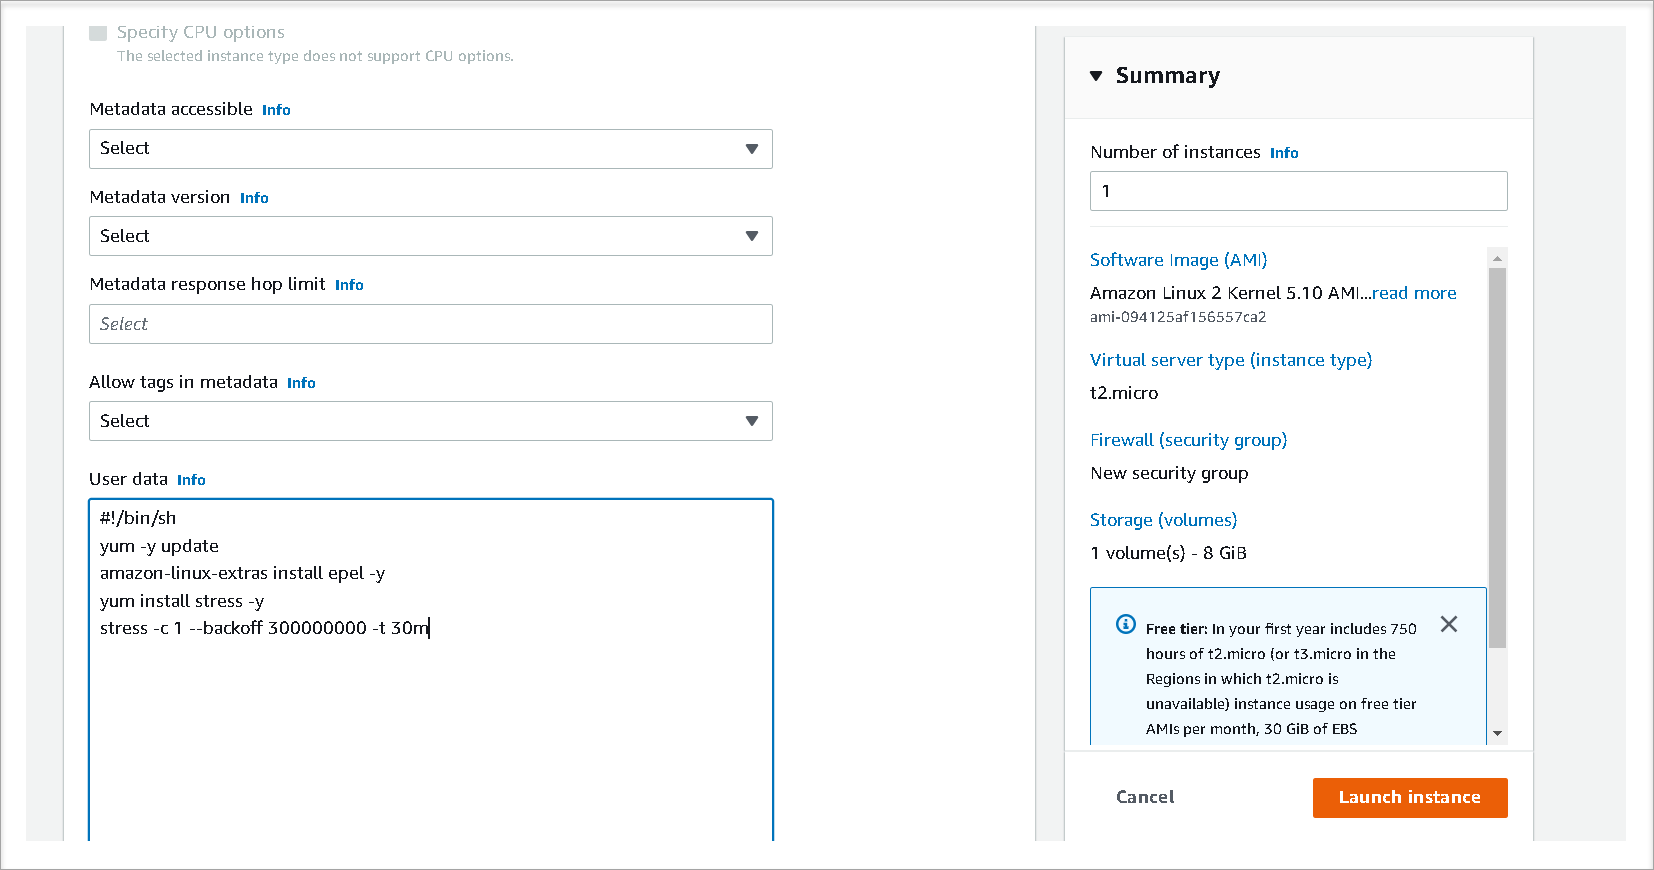 Specify CPU options
The selected instance type does not support CPU options.
Metadata accessible Info
Select
Metadata version Info
Select
Metadata response hop limit Info
Select
Allow tags in metadata Info
Select
User data Info
#!/bin/sh
yum -y update
amazon-linux-extras install epel -y
yum install stress -y
stress -c 1 --backoff 300000000 -t 30m
Summary
Number of instances Info
1
Software Image (AMI)
Amazon Linux 2 Kernel 5.10 AMI...read more
ami-094125af156557ca2
Virtual server type (instance type)
t2.micro
Firewall (security group)
New security group
Storage (volumes)
1 volume(s) - 8 GiB
Free tier: In your first year includes 750
hours of t2.micro (or t3.micro in the
Regions in which t2.micro is
unavailable) instance usage on free tier
AMIs per month, 30 GiB of EBS
Cancel
Launch instance